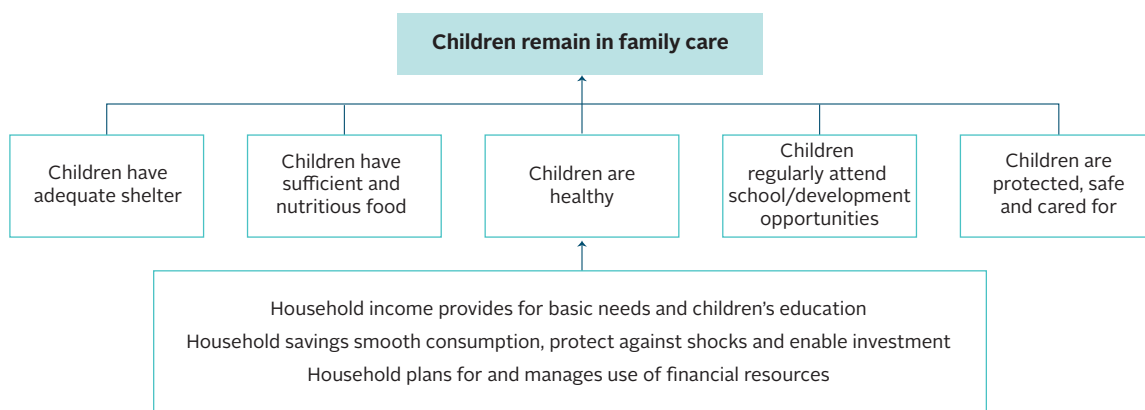 Children remain in family care
Children have
adequate shelter
Children have
sufficient and
nutritious food
Children are
healthy
Children
regularly attend
school/development
opportunities
Children are
protected, safe
and cared for
Household income provides for basic needs and children’s education
Household savings smooth consumption, protect against shocks and enable investment
Household plans for and manages use of financial resources